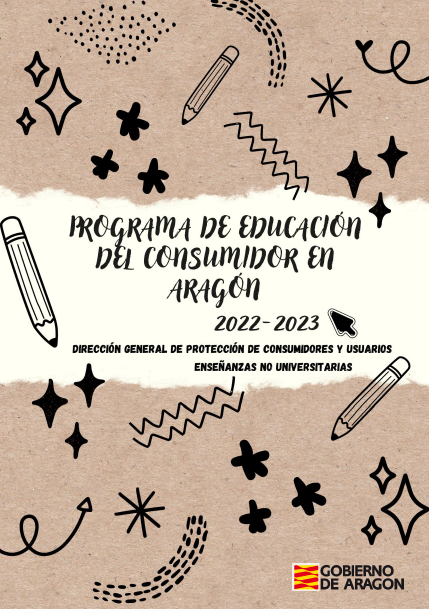 PROGRAMA DE EDUCACIÓN
DEL CONSUMIDOR EN
ARAGÓN
2022-2023
DIRECCIÓN GENERAL DE PROTECCIÓN DE CONSUMIDORES Y USUARIOS
ENSEÑANZAS NO UNIVERSITARIAS
GOBIERNO
DE ARAGON